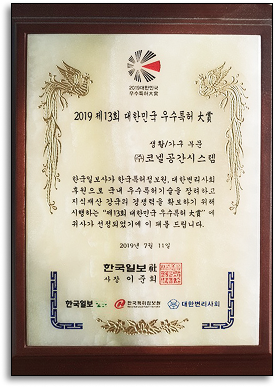 2019대한민국
우수특허大賞
2019 제13회 대한민국 우수특허 大賞
생활/가구 부문
㈜코넬공간시스템
한국일보사가 한국특허정보원, 대한변리사회
후원으로 국내 우수특허기술을 장려하고
지식재산 강국의 경쟁력을 확보하기 위해
시행하는 “제13회 대한민국 우수특허 大賞” 에
귀사가 선정되었기에 이 패를 드립니다.
2019년 7월 11일
한국일보社
사장 이준희
한국일보 한국특허정보원 대한변리사회